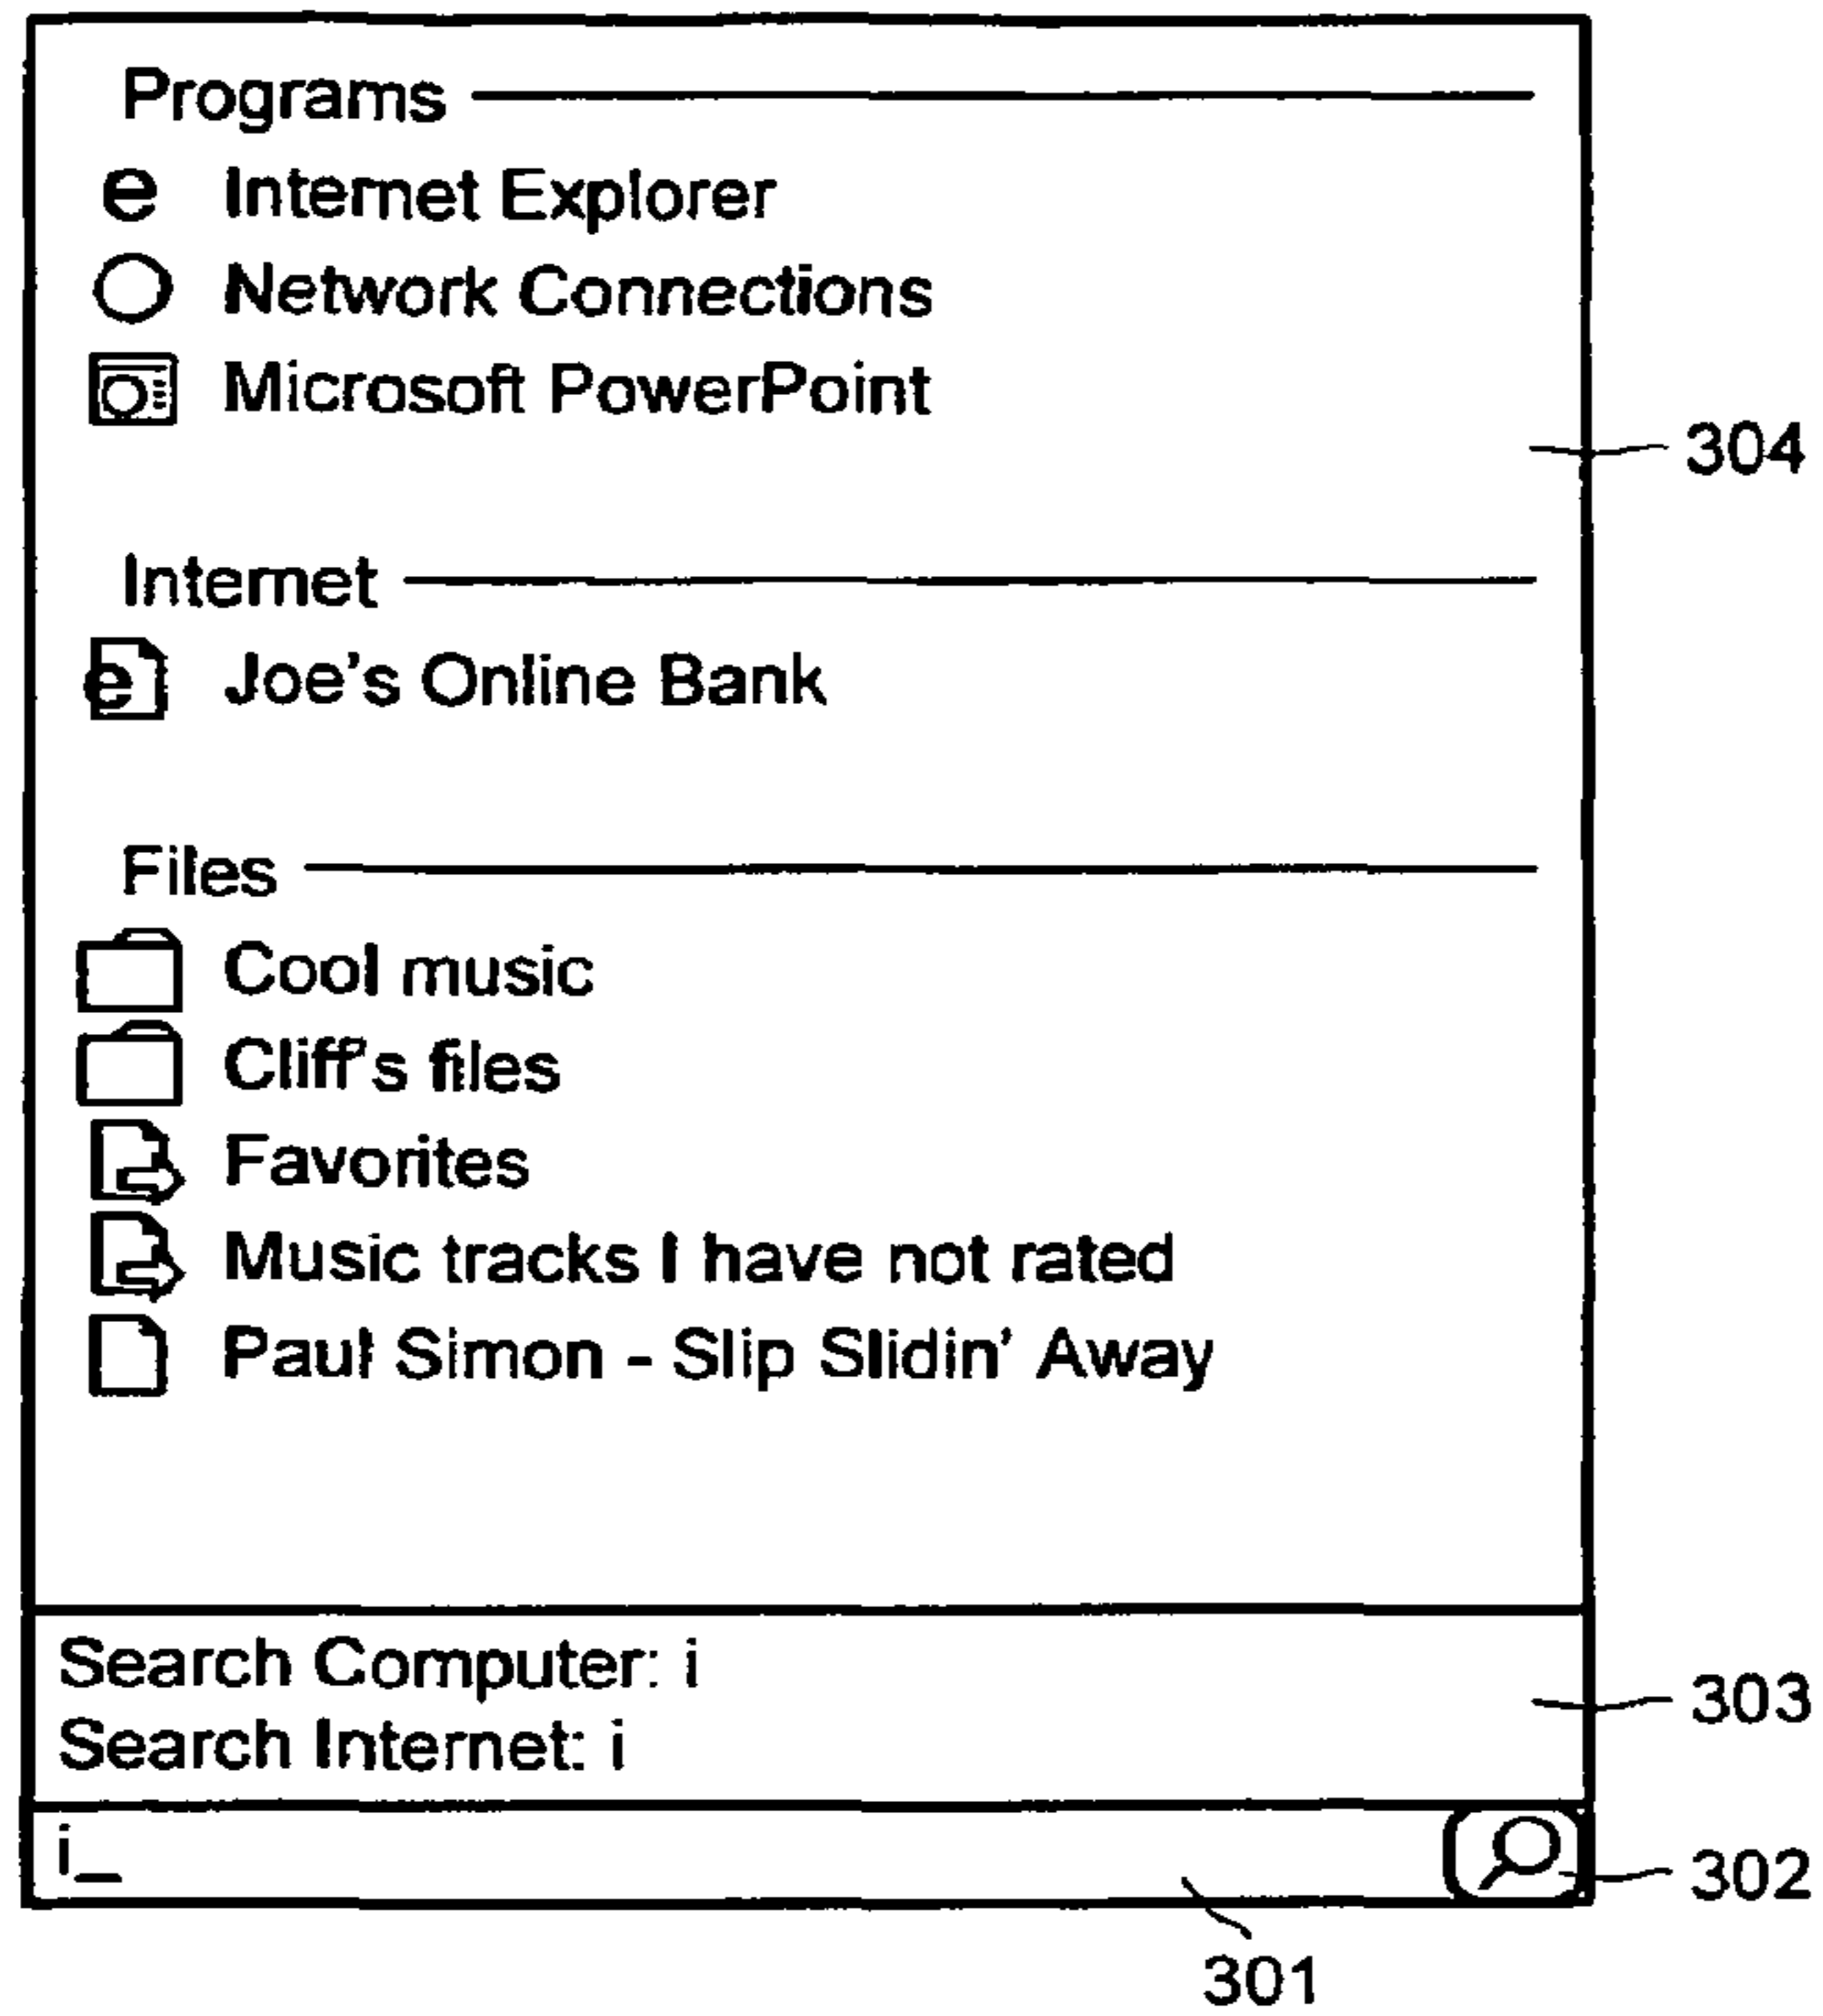 Programs
Internet Explorer
Network Connections
Microsoft PowerPoint
304
Internet
Joe's Online Bank
Files
Cool music
Cliff's files
Favorites
Music tracks I have not rated
Paul Simon - Slip Slidin' Away
Search Computer: i
303
Search Internet: i
i_
302
301